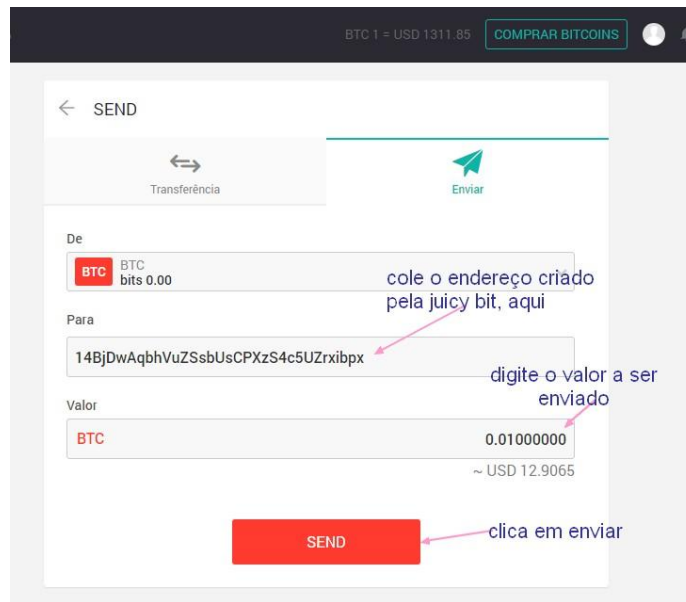 BTC 1 = USD 1311.85 COMPRAR BITCOINS
SEND
Transferência
Enviar
De
BTC
BTC
bits 0.00
cole o endereço criado
pela juicy bit, aqui
Para
14BjDwAqbhVuZSsbUsCPXzS4c5UZrxibpx
digite o valor a ser
enviado
Valor
BTC
0.01000000
~ USD 12.9065
SEND
clica em enviar